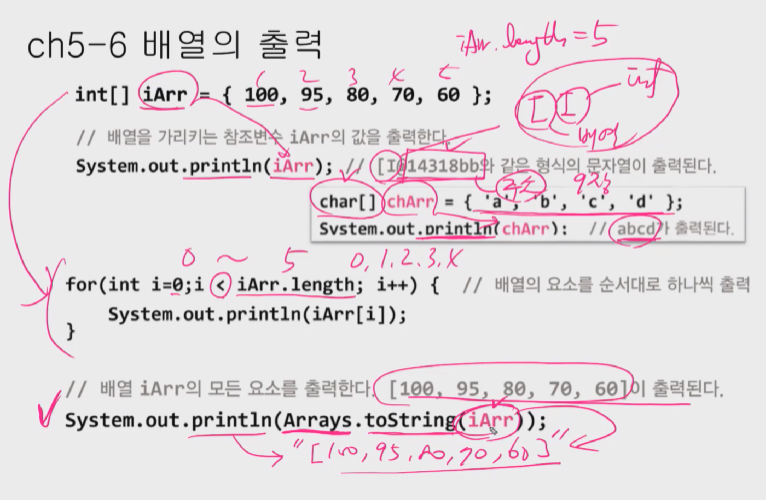 ch5-6 배열의 출력
iArr.length=5
1 2 3 4 5
int[] iArr = { 100, 95, 80, 70, 60 };
[ I int
배열
// 배열을 가리키는 참조변수 iArr의 값을 출력한다.
System.out.println(iArr); // [I@14318bb와 같은 형식의 문자열이 출력된다.
주소
char[] chArr = { 'a', 'b', 'c', 'd' };
System.out.println(chArr); // abcd가 출력된다.
0 ~ 5 0,1,2,3,4
for(int i=0;i < iArr.length; i++) { // 배열의 요소를 순서대로 하나씩 출력
System.out.println(iArr[i]);
}
// 배열 iArr의 모든 요소를 출력한다. [100, 95, 80, 70, 60]이 출력된다.
System.out.println(Arrays.toString(iArr));
"[100,95,80,70,60]"